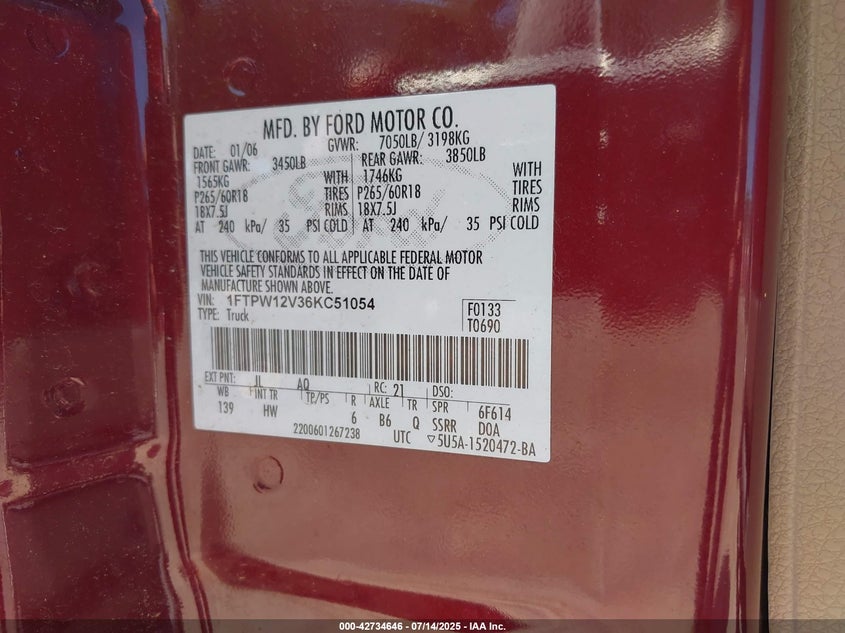 MFD. BY FORD MOTOR CO.
DATE: 01/06 GVWR: 7050LB/ 3198KG
FRONT GAWR: 3450LB REAR GAWR: 3850LB
1565KG WITH 1746KG WITH
P265/60R18 TIRES P265/60R18 TIRES
18X7.5J RIMS 18X7.5J RIMS
AT 240 kPa/ 35 PSI COLD AT 240 kPa/ 35 PSI COLD
THIS VEHICLE CONFORMS TO ALL APPLICABLE FEDERAL MOTOR
VEHICLE SAFETY STANDARDS IN EFFECT ON THE DATE OF
MANUFACTURE SHOWN ABOVE.
VIN: 1FTPW12V36KC51054 F0133
TYPE: Truck T0690
EXT PNT: JL AQ RC: 21 DSO:
WB INT TR TP/PS R AXLE TR SPR 6F614
139 HW 6 B6 Q SSRR DOA
2200601267238 UTC ▽5U5A-1520472-BA
000-42734646 - 07/14/2025 - IAA Inc.